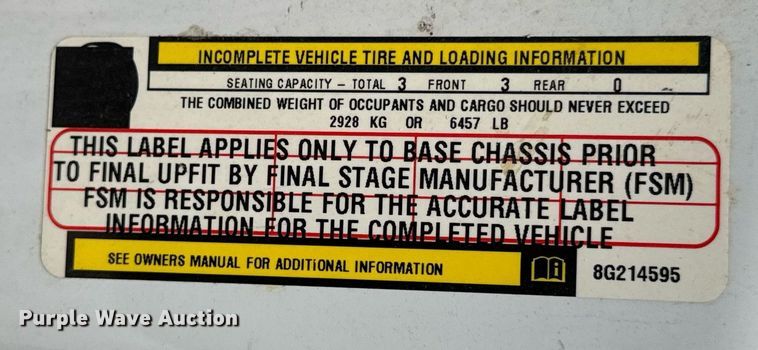 INCOMPLETE VEHICLE TIRE AND LOADING INFORMATION
SEATING CAPACITY – TOTAL 3 FRONT 3 REAR 0
THE COMBINED WEIGHT OF OCCUPANTS AND CARGO SHOULD NEVER EXCEED
2928 KG OR 6457 LB
THIS LABEL APPLIES ONLY TO BASE CHASSIS PRIOR
TO FINAL UPFIT BY FINAL STAGE MANUFACTURER (FSM)
FSM IS RESPONSIBLE FOR THE ACCURATE LABEL
INFORMATION FOR THE COMPLETED VEHICLE
SEE OWNERS MANUAL FOR ADDITIONAL INFORMATION
8G214595
Purple Wave Auction